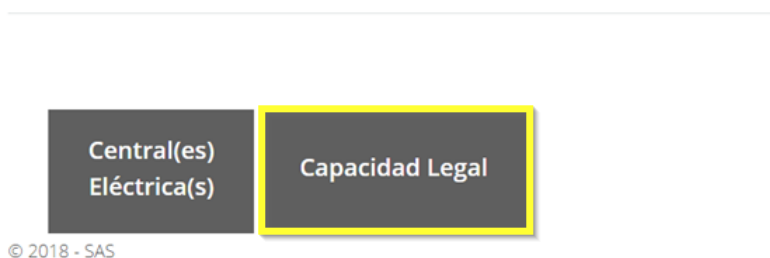 Central(es)
Eléctrica(s)
Capacidad Legal
© 2018 - SAS